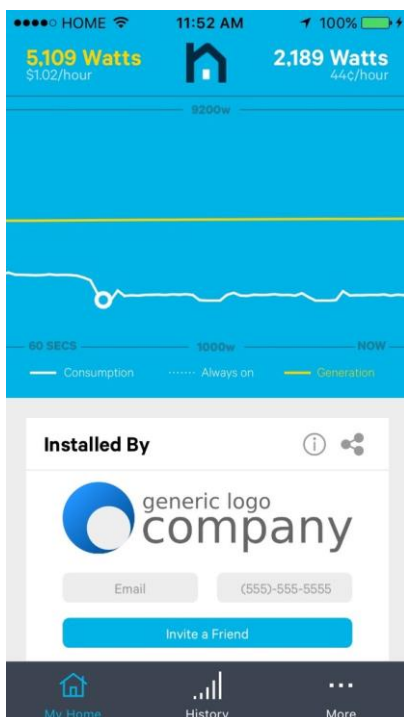 HOME 11:52 AM 100%
5,109 Watts 2,189 Watts
$1.02/hour 44¢/hour
9200w
60 SECS 1000w NOW
Consumption Always on Generation
Installed By
generic logo
company
Email (555)-555-5555
Invite a Friend
My Home History More